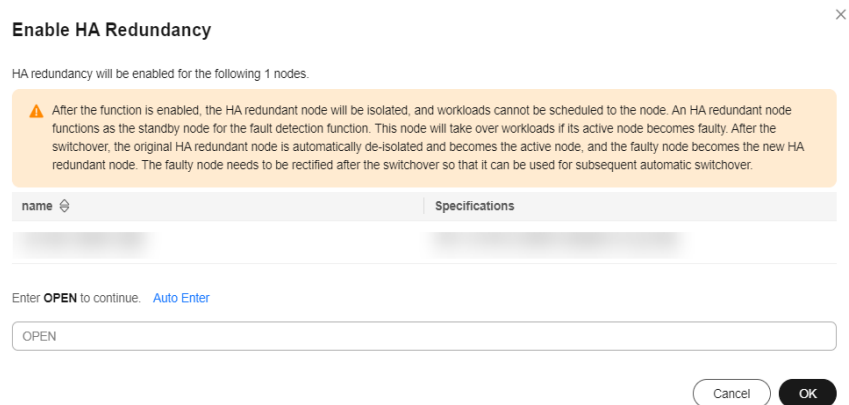 Enable HA Redundancy
HA redundancy will be enabled for the following 1 nodes.
After the function is enabled, the HA redundant node will be isolated, and workloads cannot be scheduled to the node. An HA redundant node
functions as the standby node for the fault detection function. This node will take over workloads if its active node becomes faulty. After the
switchover, the original HA redundant node is automatically de-isolated and becomes the active node, and the faulty node becomes the new HA
redundant node. The faulty node needs to be rectified after the switchover so that it can be used for subsequent automatic switchover.
name Specifications
Enter OPEN to continue. Auto Enter
OPEN
Cancel OK